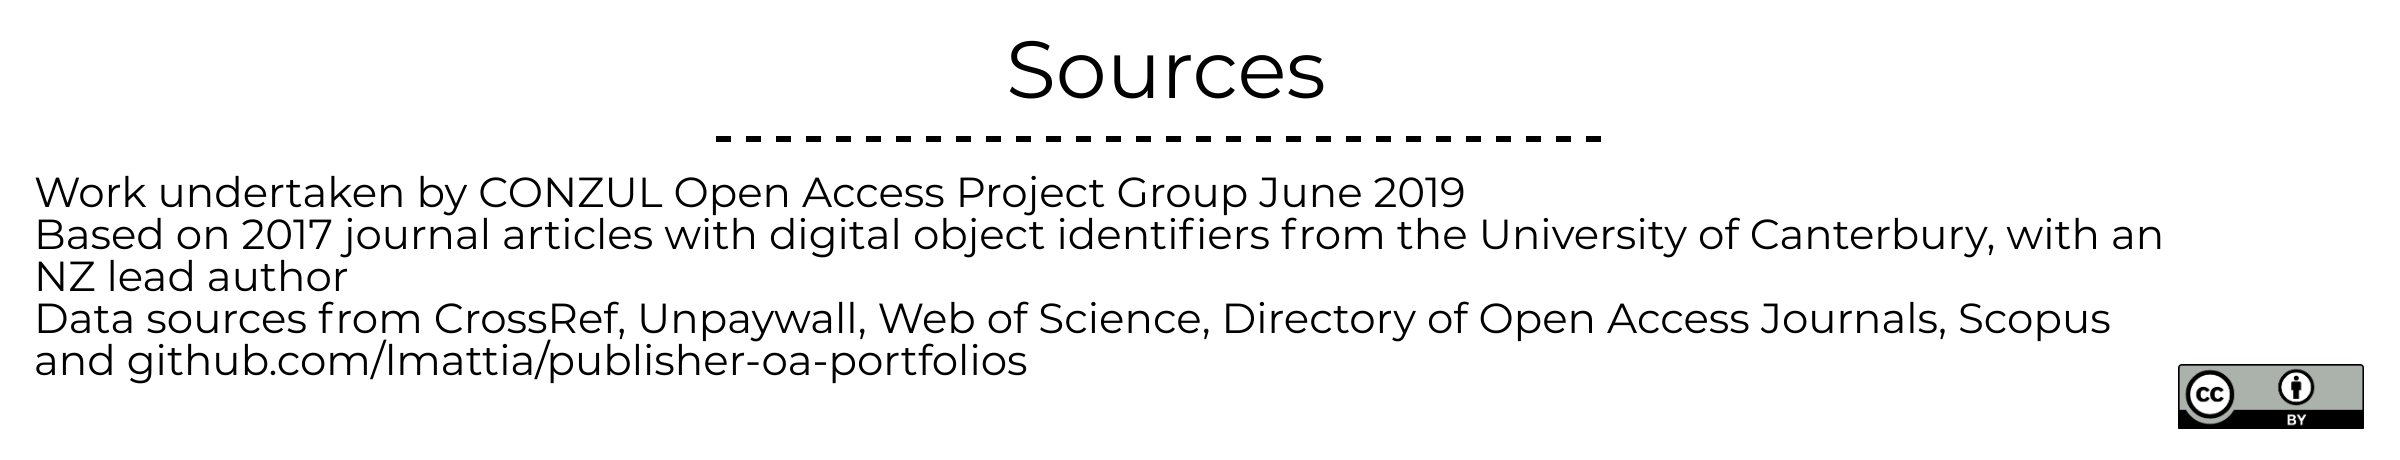 Sources
Work undertaken by CONZUL Open Access Project Group June 2019
Based on 2017 journal articles with digital object identifiers from the University of Canterbury, with an
NZ lead author
Data sources from CrossRef, Unpaywall, Web of Science, Directory of Open Access Journals, Scopus
and github.com/lmattia/publisher-oa-portfolios
cc
BY